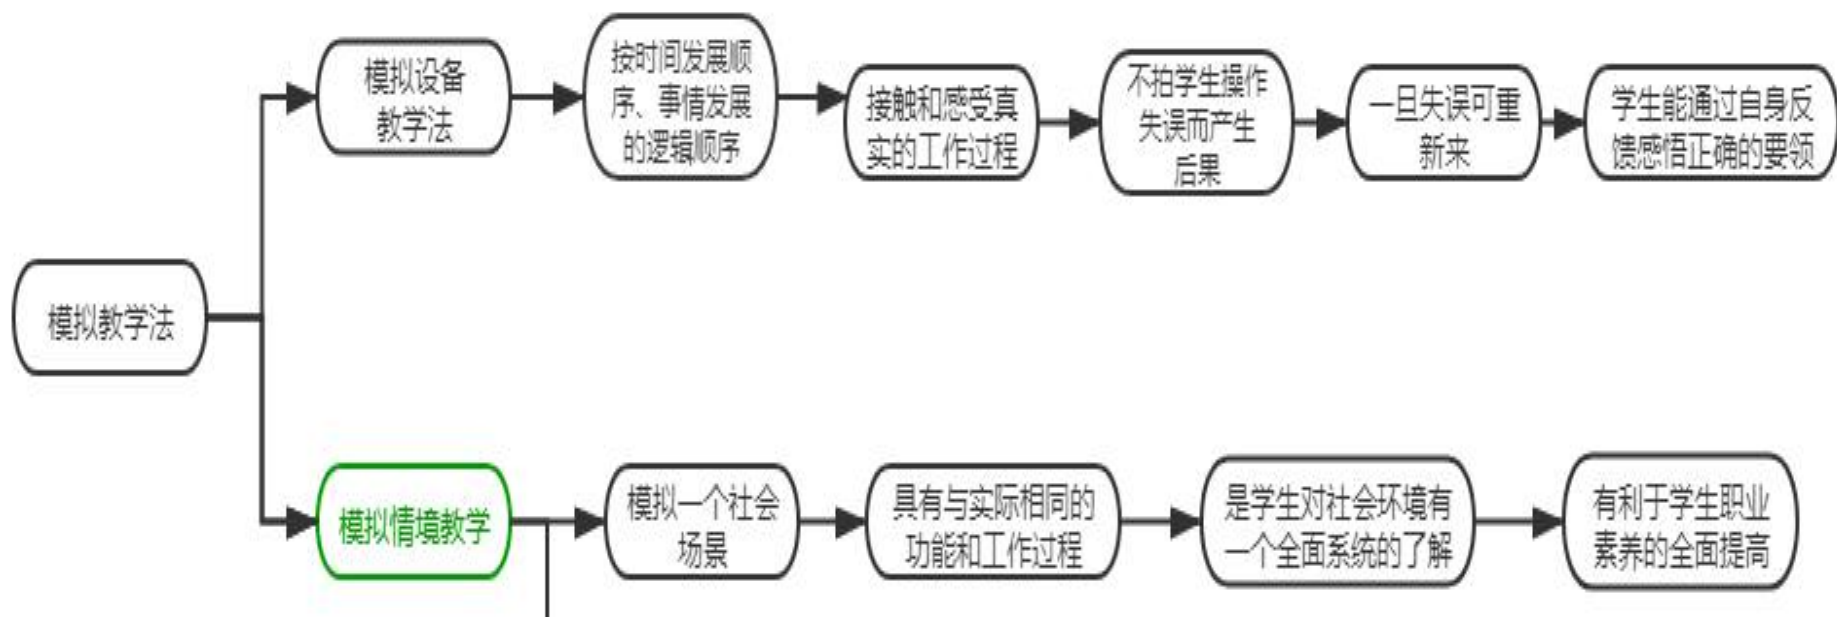 模拟设备
教学法
按时间发展顺
序、事情发展
的逻辑顺序
接触和感受真
实的工作过程
不拍学生操作
失误而产生
后果
一旦失误可重
新来
学生能通过自身反
馈感悟正确的要领
模拟教学法
模拟情境教学
模拟一个社会
场景
具有与实际相同的
功能和工作过程
是学生对社会环境有
一个全面系统的了解
有利于学生职业
素养的全面提高